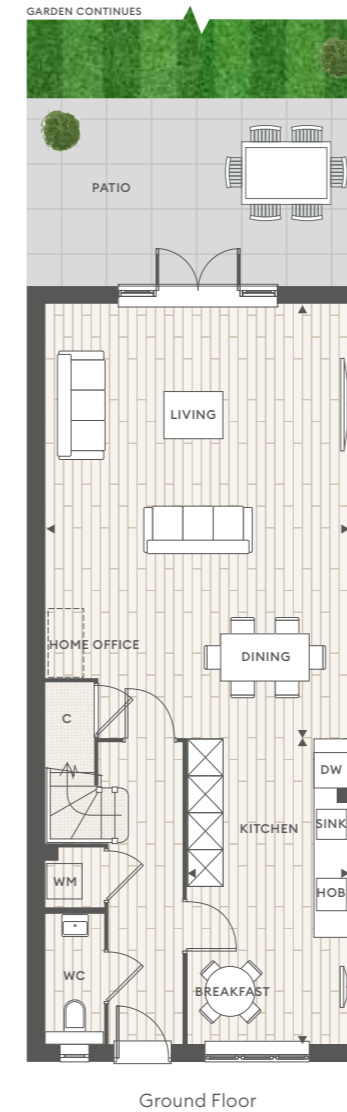 GARDEN CONTINUES
PATIO
LIVING
HOME OFFICE
DINING
C
DW
KITCHEN
SINK
WM
HOB
WC
BREAKFAST
Ground Floor